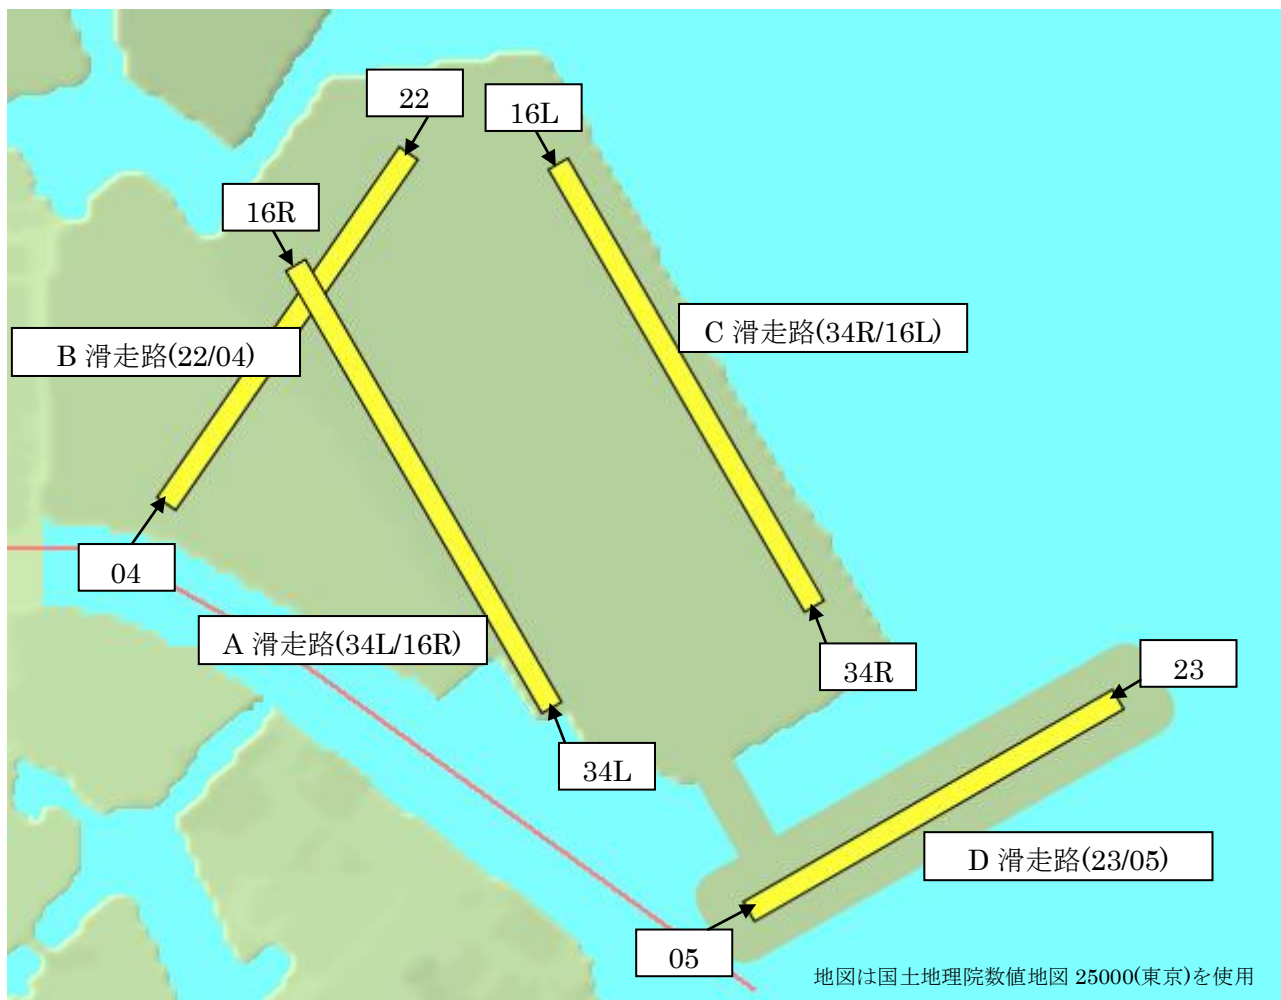 22
16L
16R
C 滑走路(34R/16L)
B 滑走路(22/04)
04
A 滑走路(34L/16R)
34R
23
34L
D 滑走路(23/05)
05
地図は国土地理院数値地図 25000(東京)を使用